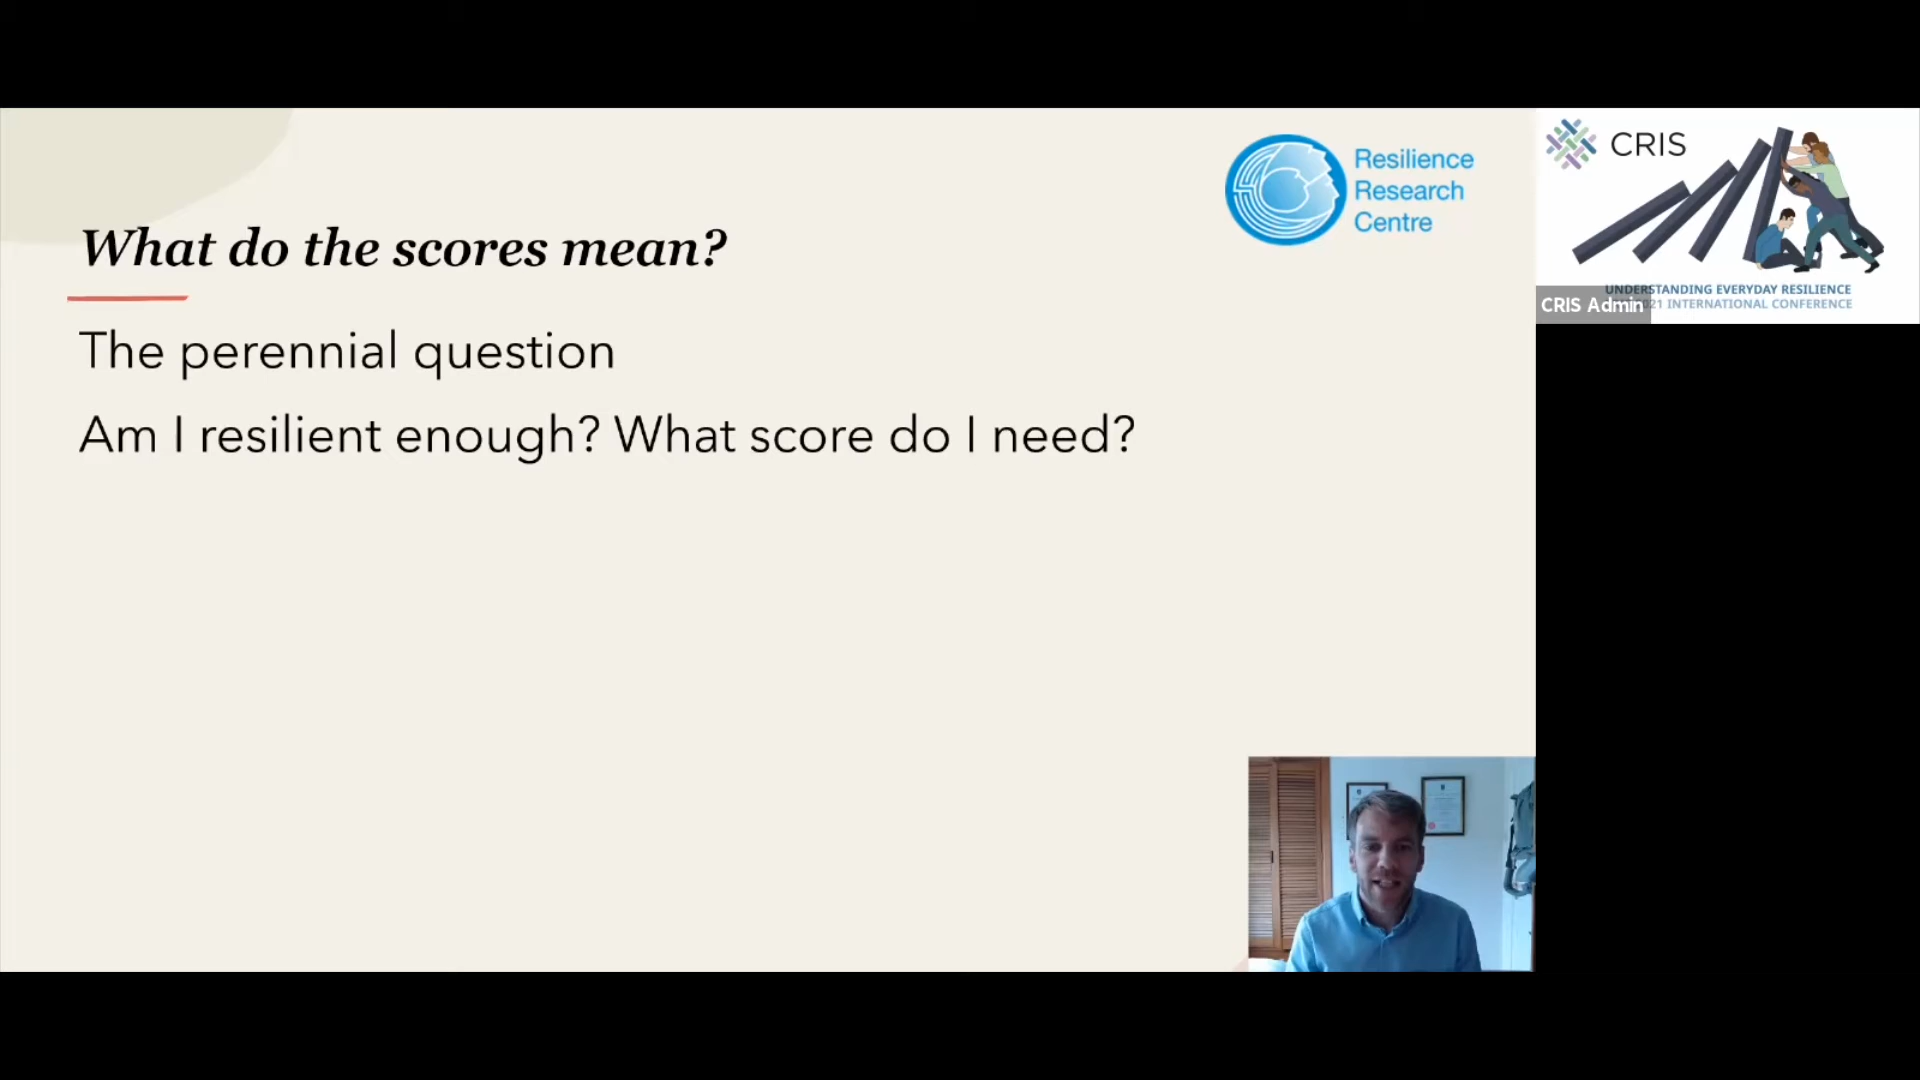 What do the scores mean?
The perennial question
Am I resilient enough? What score do I need?
Resilience
Research
Centre
CRIS
UNDERSTANDING EVERYDAY RESILIENCE
INTERNATIONAL CONFERENCE
CRIS Admin